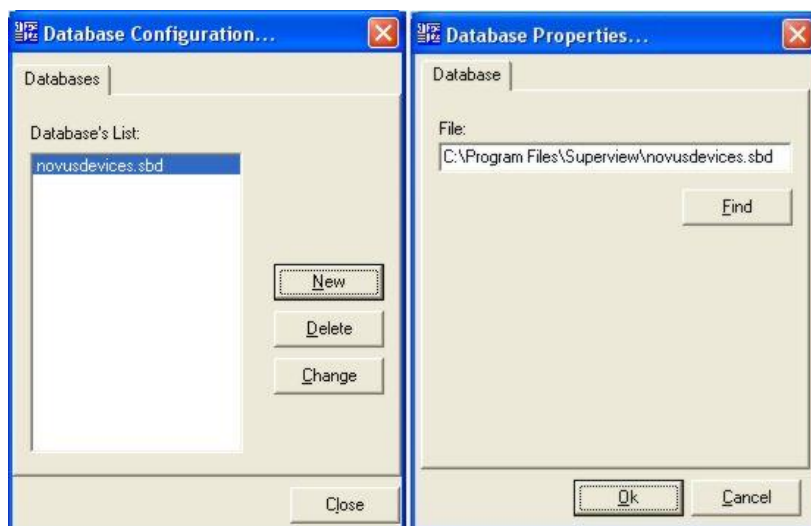 Database Configuration...
Databases
Database's List:
novusdevices.sbd
New
Delete
Change
Close
Database Properties...
Database
File:
C:\Program Files\Superview\novusdevices.sbd
Find
Ok
Cancel